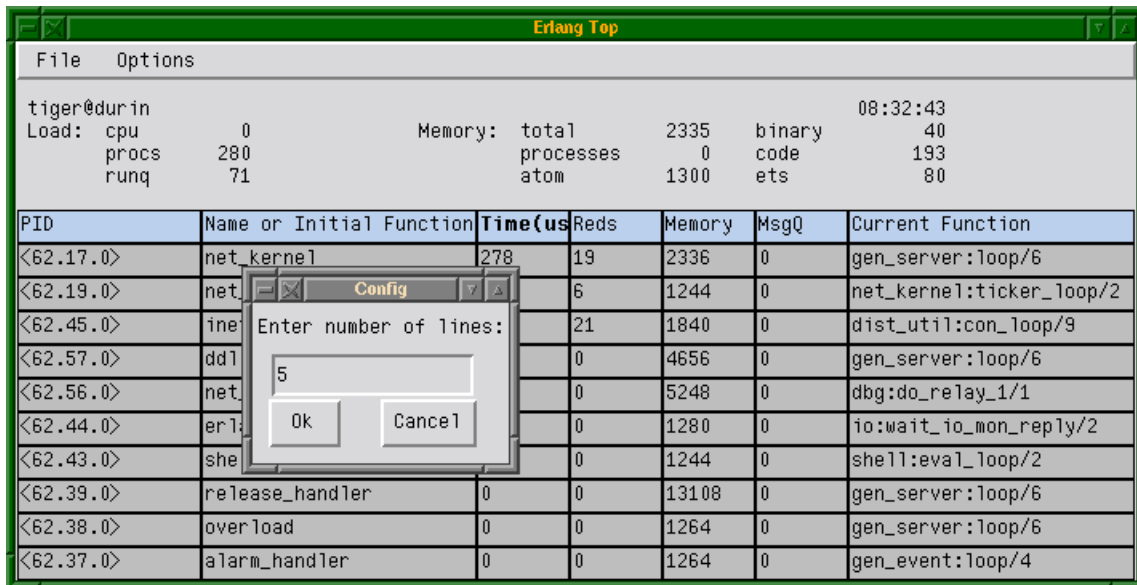 Erlang Top
File Options
tiger@durin 08:32:43
Load: cpu 0 Memory: total 2335 binary 40
procs 280 processes 0 code 193
runq 71 atom 1300 ets 80
PID Name or Initial Function Time(us Reds Memory MsgQ Current Function
<62.17.0> net_kernel 278 19 2336 0 gen_server:loop/6
<62.19.0> net_ 6 1244 0 net_kernel:ticker_loop/2
<62.45.0> ine 21 1840 0 dist_util:con_loop/9
<62.57.0> ddl 0 4656 0 gen_server:loop/6
<62.56.0> net_ 0 5248 0 dbg:do_relay_1/1
<62.44.0> erl 0 1280 0 io:wait_io_mon_reply/2
<62.43.0> she 0 1244 0 shell:eval_loop/2
<62.39.0> release_handler 0 0 13108 0 gen_server:loop/6
<62.38.0> overload 0 0 1264 0 gen_server:loop/6
<62.37.0> alarm_handler 0 0 1264 0 gen_event:loop/4
Config
Enter number of lines:
5
Ok Cancel